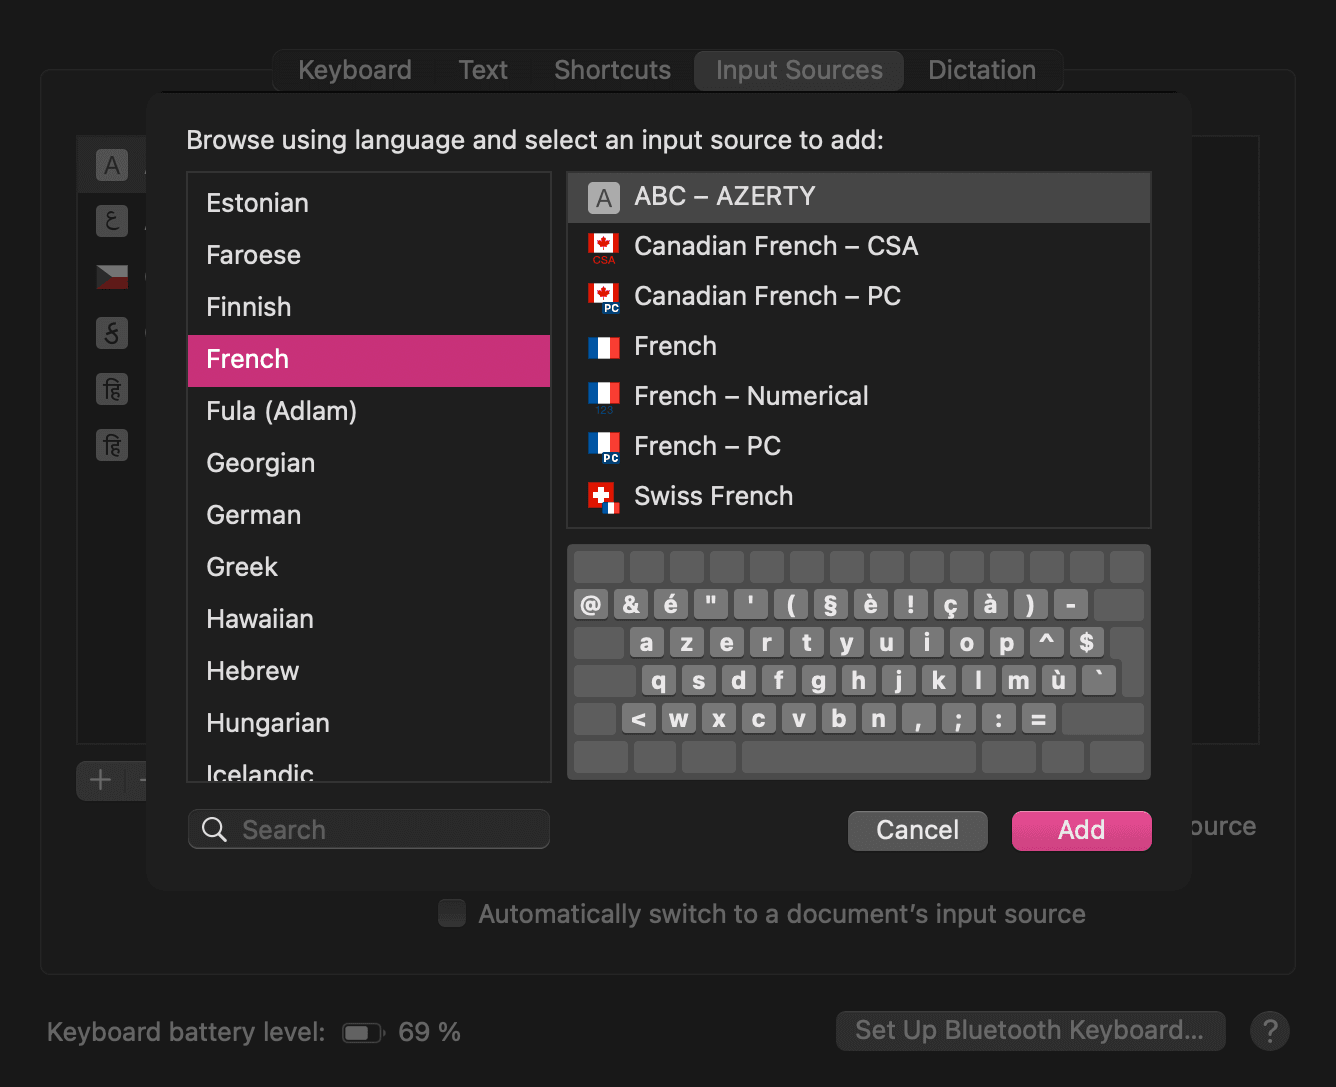 Keyboard Text Shortcuts Input Sources Dictation
Browse using language and select an input source to add:
A
ع
हि
हि
Estonian
Faroese
Finnish
French
Fula (Adlam)
Georgian
German
Greek
Hawaiian
Hebrew
Hungarian
Icelandic
Search
A ABC – AZERTY
CSA Canadian French – CSA
PC Canadian French – PC
French
123 French – Numerical
PC French – PC
Swiss French
@ & é " ' ( § è ! ç à ) -
a z e r t y u i o p ^ $
q s d f g h j k l m ù `
< w x c v b n , ; : =
Cancel Add
ource
Automatically switch to a document’s input source
Keyboard battery level: 69 %
Set Up Bluetooth Keyboard... ?